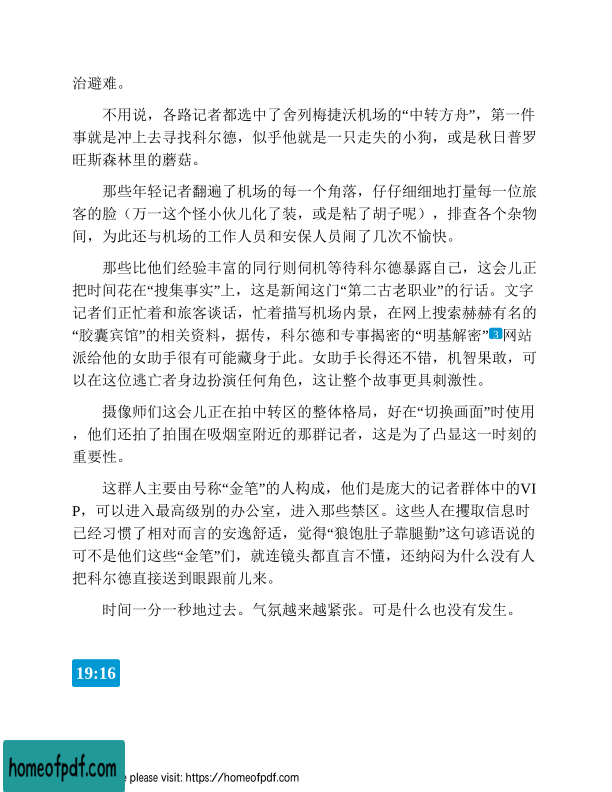 治避难。
不用说，各路记者都选中了舍列梅捷沃机场的“中转方舟”，第一件
事就是冲上去寻找科尔德，似乎他就是一只走失的小狗，或是秋日普罗
旺斯森林里的蘑菇。
那些年轻记者翻遍了机场的每一个角落，仔仔细细地打量每一位旅
客的脸（万一这个怪小伙儿化了装，或是粘了胡子呢），排查各个杂物
间，为此还与机场的工作人员和安保人员闹了几次不愉快。
那些比他们经验丰富的同行则伺机等待科尔德暴露自己，这会儿正
把时间花在“搜集事实”上，这是新闻这门“第二古老职业”的行话。文字
记者们正忙着和旅客谈话，忙着描写机场内景，在网上搜索赫赫有名的
“胶囊宾馆”的相关资料，据传，科尔德和专事揭密的“明基解密”3网站
派给他的女助手很有可能藏身于此。女助手长得还不错，机智果敢，可
以在这位逃亡者身边扮演任何角色，这让整个故事更具刺激性。
摄像师们这会儿正在拍中转区的整体格局，好在“切换画面”时使用
，他们还拍了拍围在吸烟室附近的那群记者，这是为了凸显这一时刻的
重要性。
这群人主要由号称“金笔”的人构成，他们是庞大的记者群体中的VI
P，可以进入最高级别的办公室，进入那些禁区。这些人在攫取信息时
已经习惯了相对而言的安逸舒适，觉得“狼饱肚子靠腿勤”这句谚语说的
可不是他们这些“金笔”们，就连镜头都直言不懂，还纳闷为什么没有人
把科尔德直接送到眼跟前儿来。
时间一分一秒地过去。气氛越来越紧张。可是什么也没有发生。
19:16
homeofpdf.com
e please visit: https://homeofpdf.com